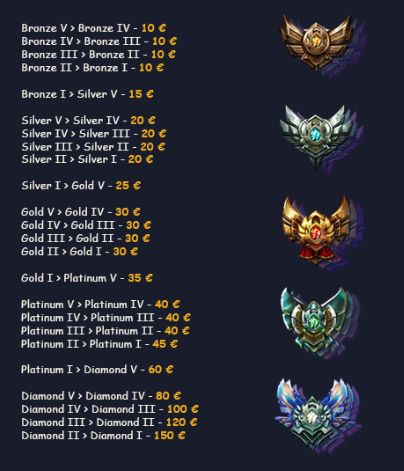 Bronze V > Bronze IV - 10 €
Bronze IV > Bronze III - 10 €
Bronze III > Bronze II - 10 €
Bronze II > Bronze I - 10 €
Bronze I > Silver V - 15 €
Silver V > Silver IV - 20 €
Silver IV > Silver III - 20 €
Silver III > Silver II - 20 €
Silver II > Silver I - 20 €
Silver I > Gold V - 25 €
Gold V > Gold IV - 30 €
Gold IV > Gold III - 30 €
Gold III > Gold II - 30 €
Gold II > Gold I - 30 €
Gold I > Platinum V - 35 €
Platinum V > Platinum IV - 40 €
Platinum IV > Platinum III - 40 €
Platinum III > Platinum II - 40 €
Platinum II > Platinum I - 45 €
Platinum I > Diamond V - 60 €
Diamond V > Diamond IV - 80 €
Diamond IV > Diamond III - 100 €
Diamond III > Diamond II - 120 €
Diamond II > Diamond I - 150 €